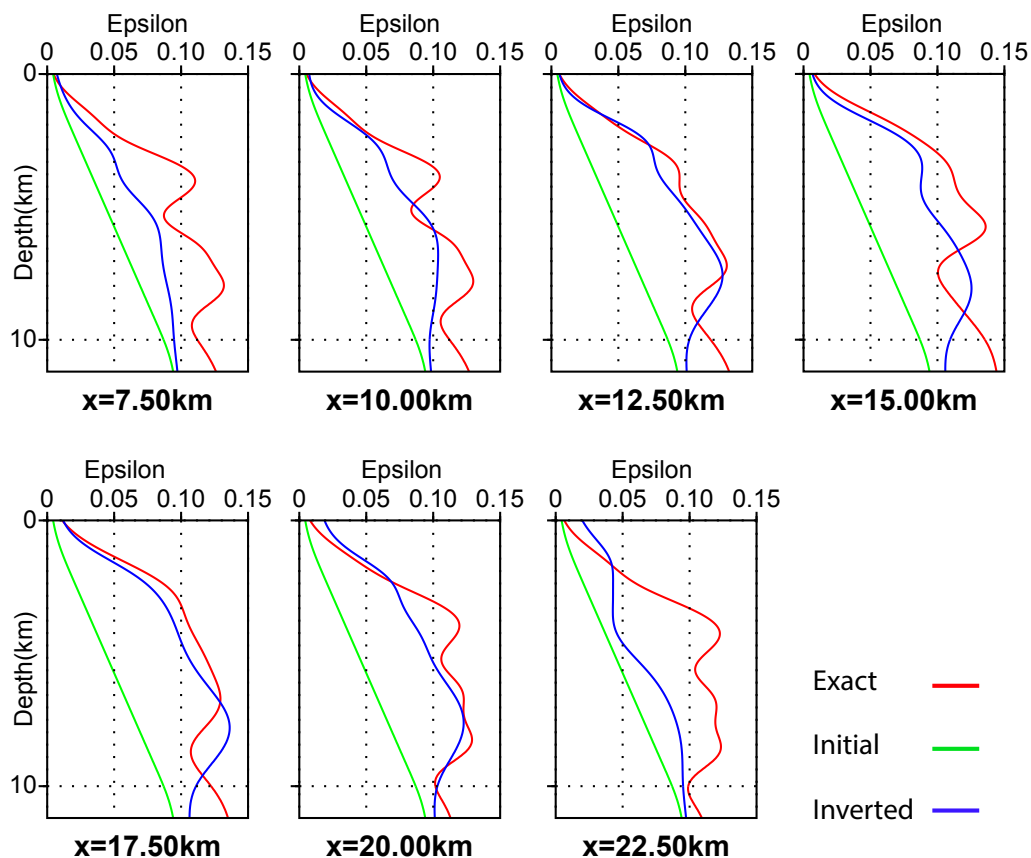 Epsilon Epsilon Epsilon Epsilon
0 0.05 0.10 0.15 0 0.05 0.10 0.15 0 0.05 0.10 0.15 0 0.05 0.10 0.15
0
Depth(km)
10
x=7.50km x=10.00km x=12.50km x=15.00km
Epsilon Epsilon Epsilon
0 0.05 0.10 0.15 0 0.05 0.10 0.15 0 0.05 0.10 0.15
0
Depth(km)
10
x=17.50km x=20.00km x=22.50km
Exact
Initial
Inverted